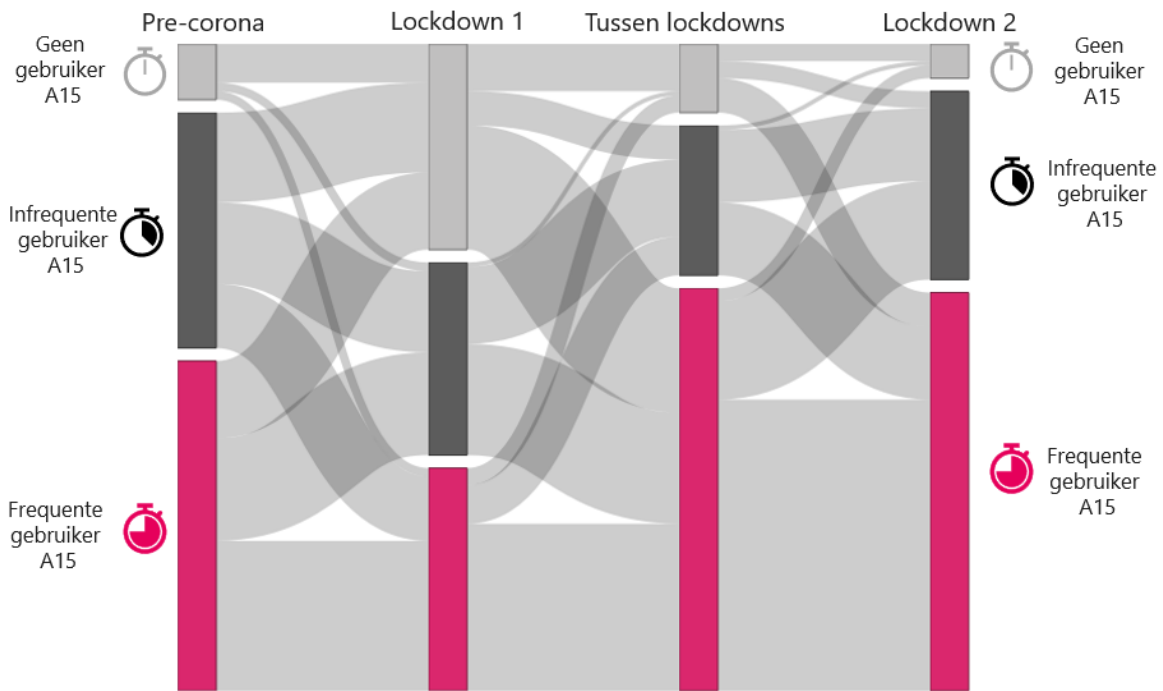 Pre-corona
Lockdown 1
Tussen lockdowns
Lockdown 2
Geen
gebruiker
A15
Infrequente
gebruiker
A15
Frequente
gebruiker
A15
Geen
gebruiker
A15
Infrequente
gebruiker
A15
Frequente
gebruiker
A15